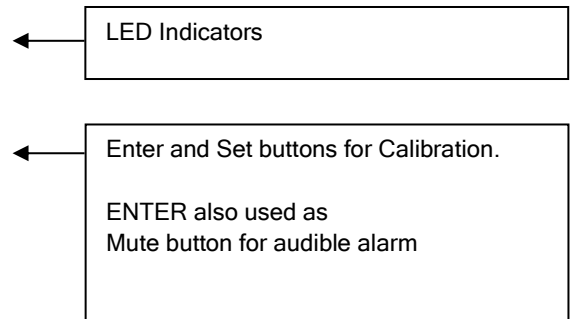 LED Indicators
Enter and Set buttons for Calibration.
ENTER also used as
Mute button for audible alarm